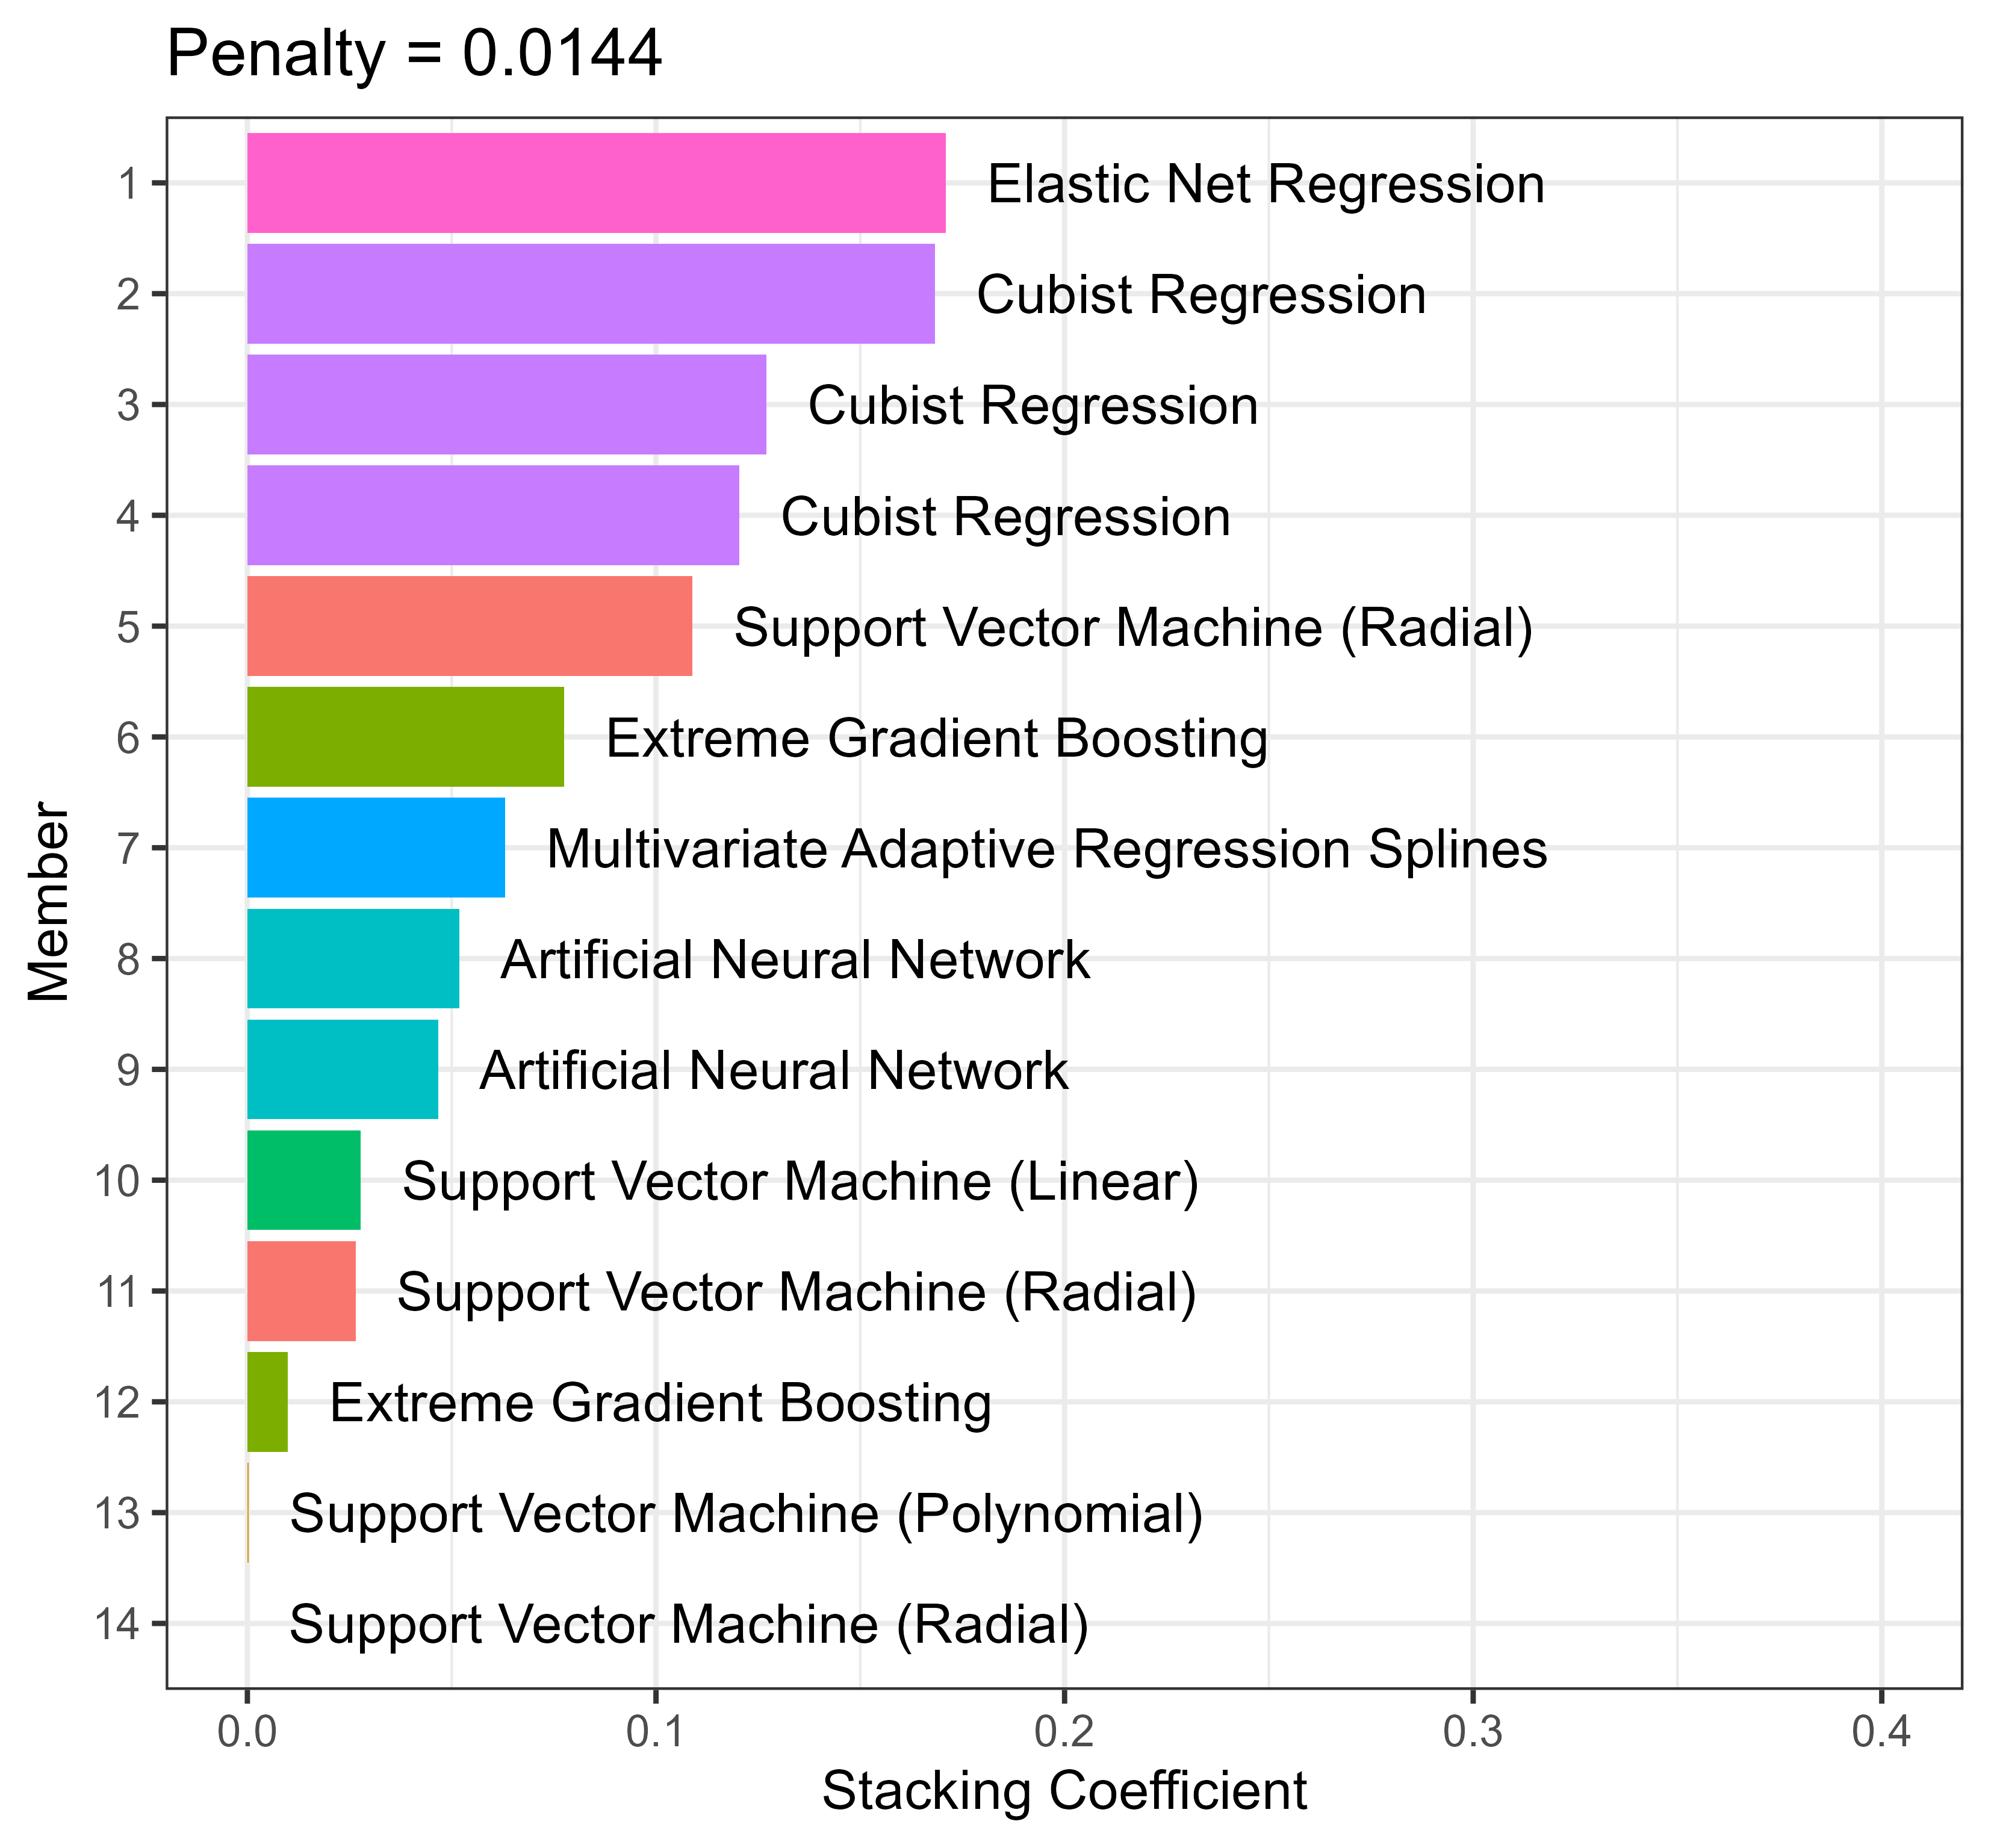 Penalty = 0.0144
1 Elastic Net Regression
2 Cubist Regression
3 Cubist Regression
4 Cubist Regression
5 Support Vector Machine (Radial)
6 Extreme Gradient Boosting
7 Multivariate Adaptive Regression Splines
8 Artificial Neural Network
9 Artificial Neural Network
10 Support Vector Machine (Linear)
11 Support Vector Machine (Radial)
12 Extreme Gradient Boosting
13 Support Vector Machine (Polynomial)
14 Support Vector Machine (Radial)
Member
0.0 0.1 0.2 0.3 0.4
Stacking Coefficient